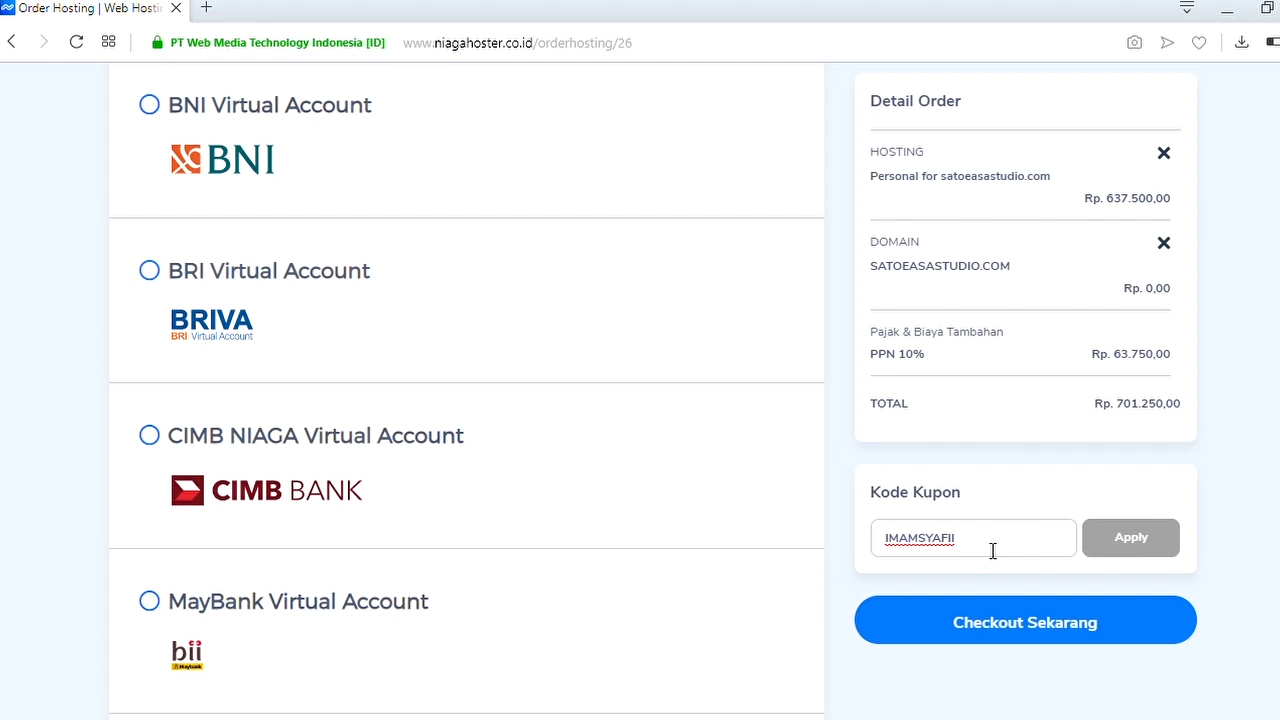 Order Hosting | Web Hostin
PT Web Media Technology Indonesia [ID]
www.niagahoster.co.id/orderhosting/26
BNI Virtual Account
BNI
BRI Virtual Account
BRIVA
BRI Virtual Account
CIMB NIAGA Virtual Account
CIMB BANK
MayBank Virtual Account
bii
Maybank
Detail Order
HOSTING
Personal for satoeasastudio.com
Rp. 637.500,00
DOMAIN
SATOEASASTUDIO.COM
Rp. 0,00
Pajak & Biaya Tambahan
PPN 10% Rp. 63.750,00
TOTAL Rp. 701.250,00
Kode Kupon
IMAMSYAFII
Apply
Checkout Sekarang